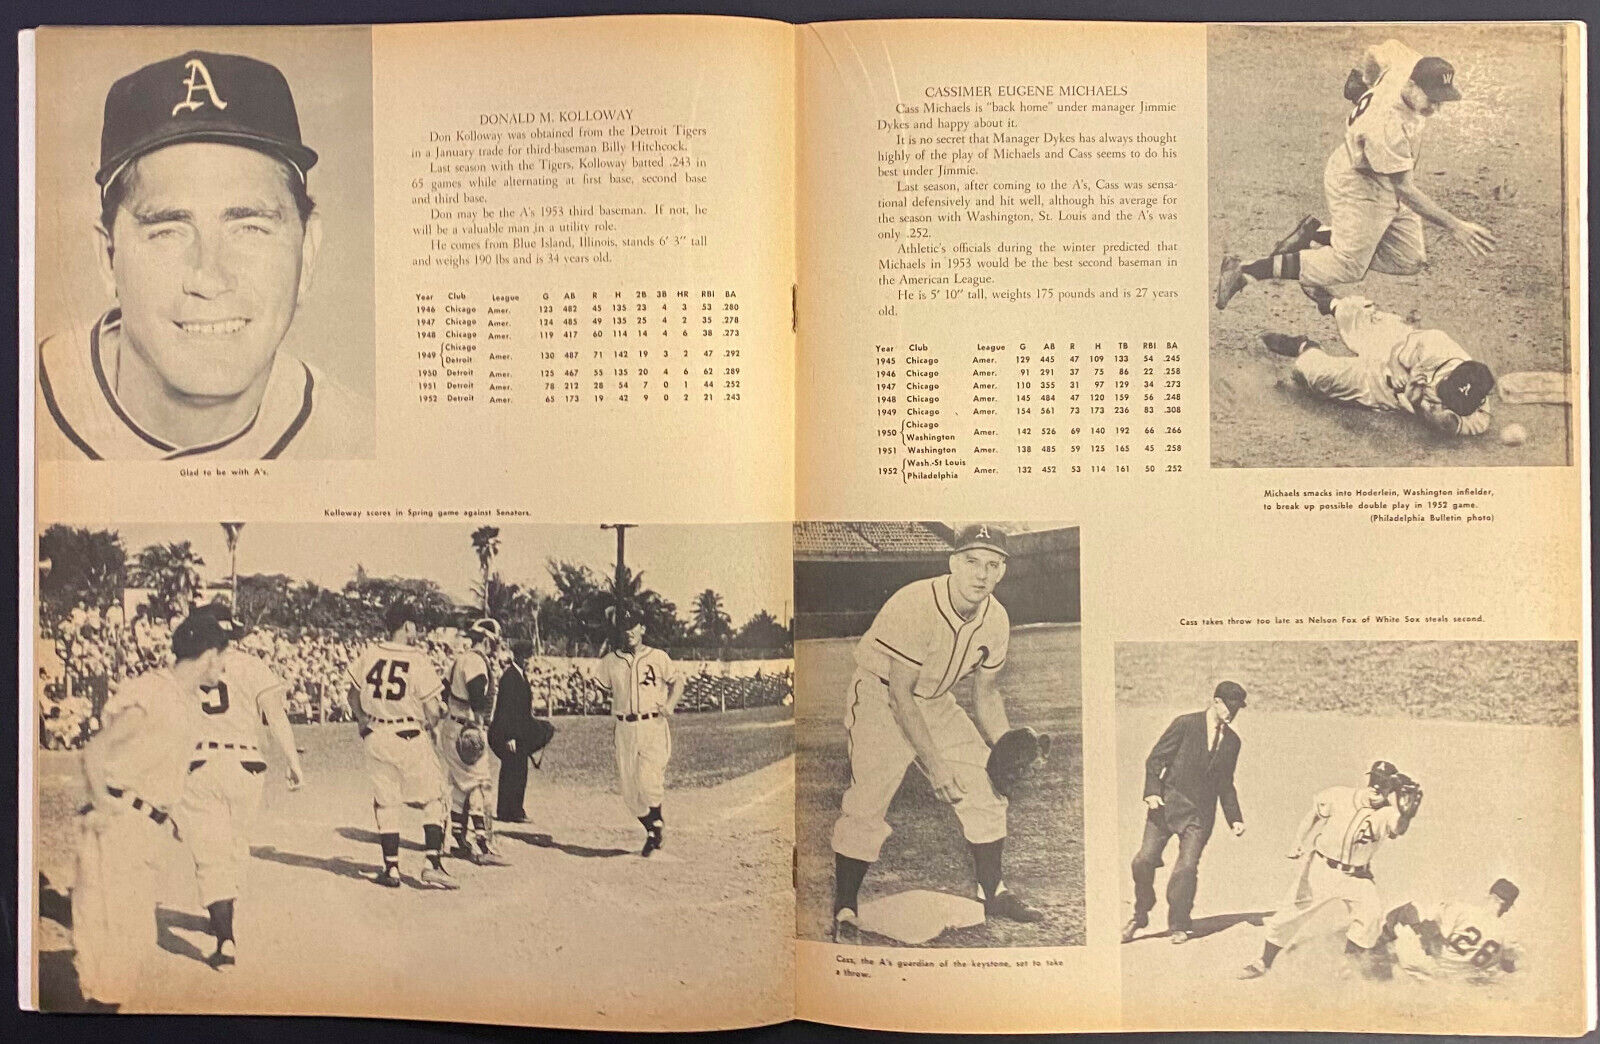 A
DONALD M. KOLLOWAY
Don Kolloway was obtained from the Detroit Tigers
in a January trade for third-baseman Billy Hitchcock.
Last season with the Tigers, Kolloway batted .243 in
65 games while alternating at first base, second base
and third base.
Don may be the A's 1953 third baseman. If not, he
will be a valuable man in a utility role.
He comes from Blue Island, Illinois, stands 6' 3" tall
and weighs 190 lbs and is 34 years old.
Year Club League G AB R H 2B 3B HR RBI BA
1946 Chicago Amer. 123 482 45 135 23 4 3 53 .280
1947 Chicago Amer. 124 485 49 135 25 4 2 35 .278
1948 Chicago Amer. 119 417 60 114 14 4 6 38 .273
1949 Chicago
Detroit Amer. 130 487 71 142 19 3 2 47 .292
1950 Detroit Amer. 125 467 55 135 20 4 6 62 .289
1951 Detroit Amer. 78 212 28 54 7 0 1 44 .252
1952 Detroit Amer. 65 173 19 42 9 0 2 21 .243
Glad to be with A's.
Kolloway scores in Spring game against Senators.
45
A
CASSIMER EUGENE MICHAELS
Cass Michaels is "back home" under manager Jimmie
Dykes and happy about it.
It is no secret that Manager Dykes has always thought
highly of the play of Michaels and Cass seems to do his
best under Jimmie.
Last season, after coming to the A's, Cass was sensa-
tional defensively and hit well, although his average for
the season with Washington, St. Louis and the A's was
only .252.
Athletic's officials during the winter predicted that
Michaels in 1953 would be the best second baseman in
the American League.
He is 5' 10" tall, weights 175 pounds and is 27 years
old.
Year Club League G AB R H TB RBI BA
1945 Chicago Amer. 129 445 47 109 133 54 .245
1946 Chicago Amer. 91 291 37 75 86 22 .258
1947 Chicago Amer. 110 355 31 97 129 34 .273
1948 Chicago Amer. 145 484 47 120 159 56 .248
1949 Chicago Amer. 154 561 73 173 236 83 .308
1950 Chicago
Washington Amer. 142 526 69 140 192 66 .266
1951 Washington Amer. 138 485 59 125 165 45 .258
1952 Wash.-St Louis
Philadelphia Amer. 132 452 53 114 161 50 .252
W
A
Michaels smacks into Hoderlein, Washington infielder,
to break up possible double play in 1952 game.
(Philadelphia Bulletin photo)
A
A
Cass, the A's guardian of the keystone, set to take
a throw.
Cass takes throw too late as Nelson Fox of White Sox steals second.
A
A
28